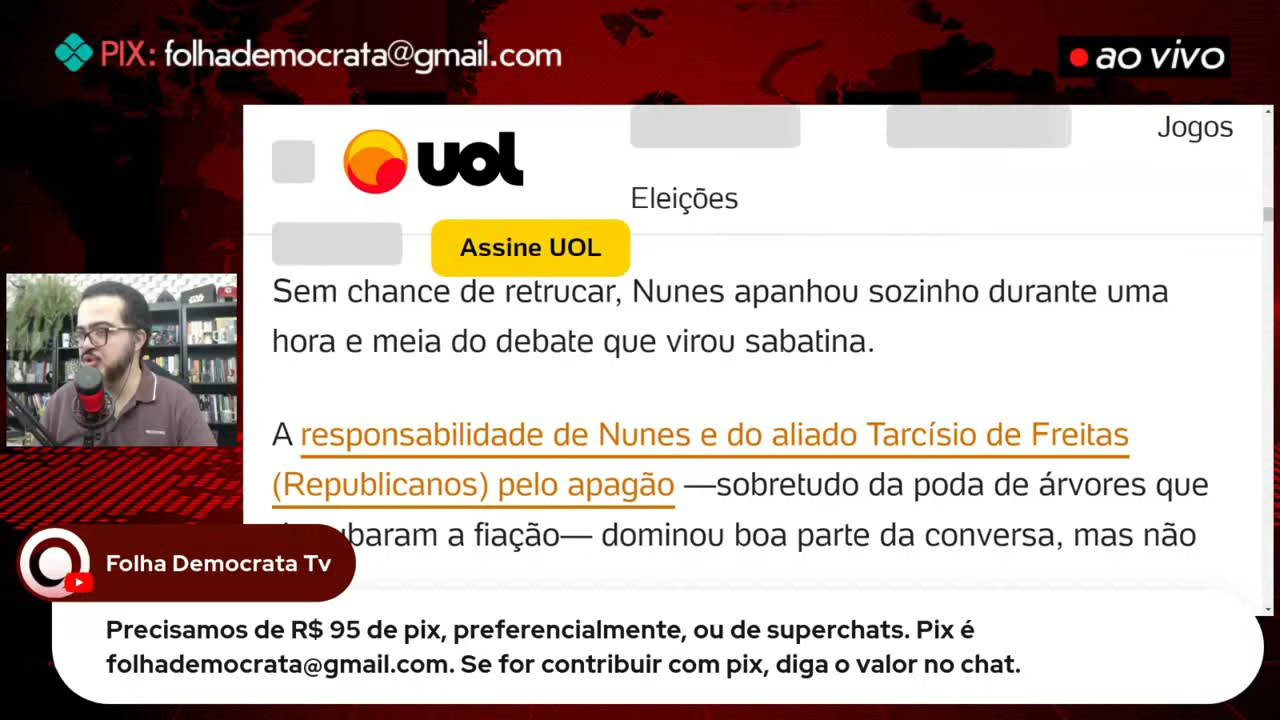 PIX: folhademocrata@gmail.com
ao vivo
uol
Jogos
Eleições
Assine UOL
Sem chance de retrucar, Nunes apanhou sozinho durante uma
hora e meia do debate que virou sabatina.
A responsabilidade de Nunes e do aliado Tarcísio de Freitas
(Republicanos) pelo apagão —sobretudo da poda de árvores que
a fiação— dominou boa parte da conversa, mas não
Folha Democrata Tv
Precisamos de R$ 95 de pix, preferencialmente, ou de superchats. Pix é
folhademocrata@gmail.com. Se for contribuir com pix, diga o valor no chat.